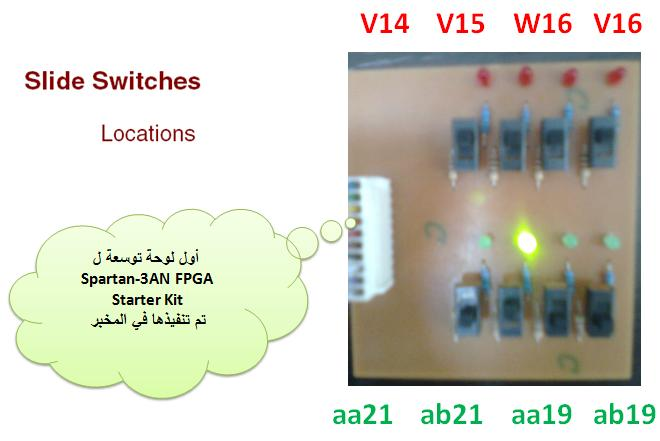 V14 V15 W16 V16
Slide Switches
Locations
أول لوحة توسعة ل
Spartan-3AN FPGA
Starter Kit
تم تنفيذها في المخبر
aa21 ab21 aa19 ab19